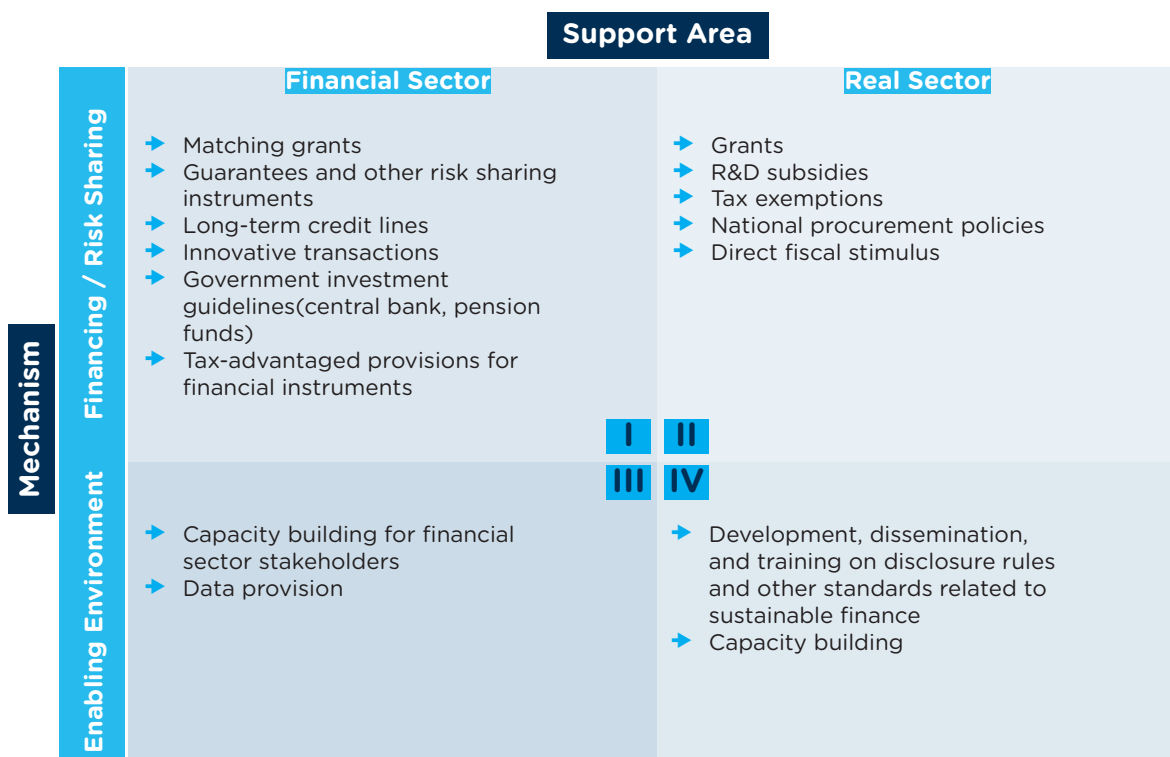 Support Area
Financial Sector
Real Sector
Mechanism
Financing / Risk Sharing
Matching grants
Guarantees and other risk sharing
instruments
Long-term credit lines
Innovative transactions
Government investment
guidelines(central bank, pension
funds)
Tax-advantaged provisions for
financial instruments
Grants
R&D subsidies
Tax exemptions
National procurement policies
Direct fiscal stimulus
I
II
III
IV
Enabling Environment
Capacity building for financial
sector stakeholders
Data provision
Development, dissemination,
and training on disclosure rules
and other standards related to
sustainable finance
Capacity building